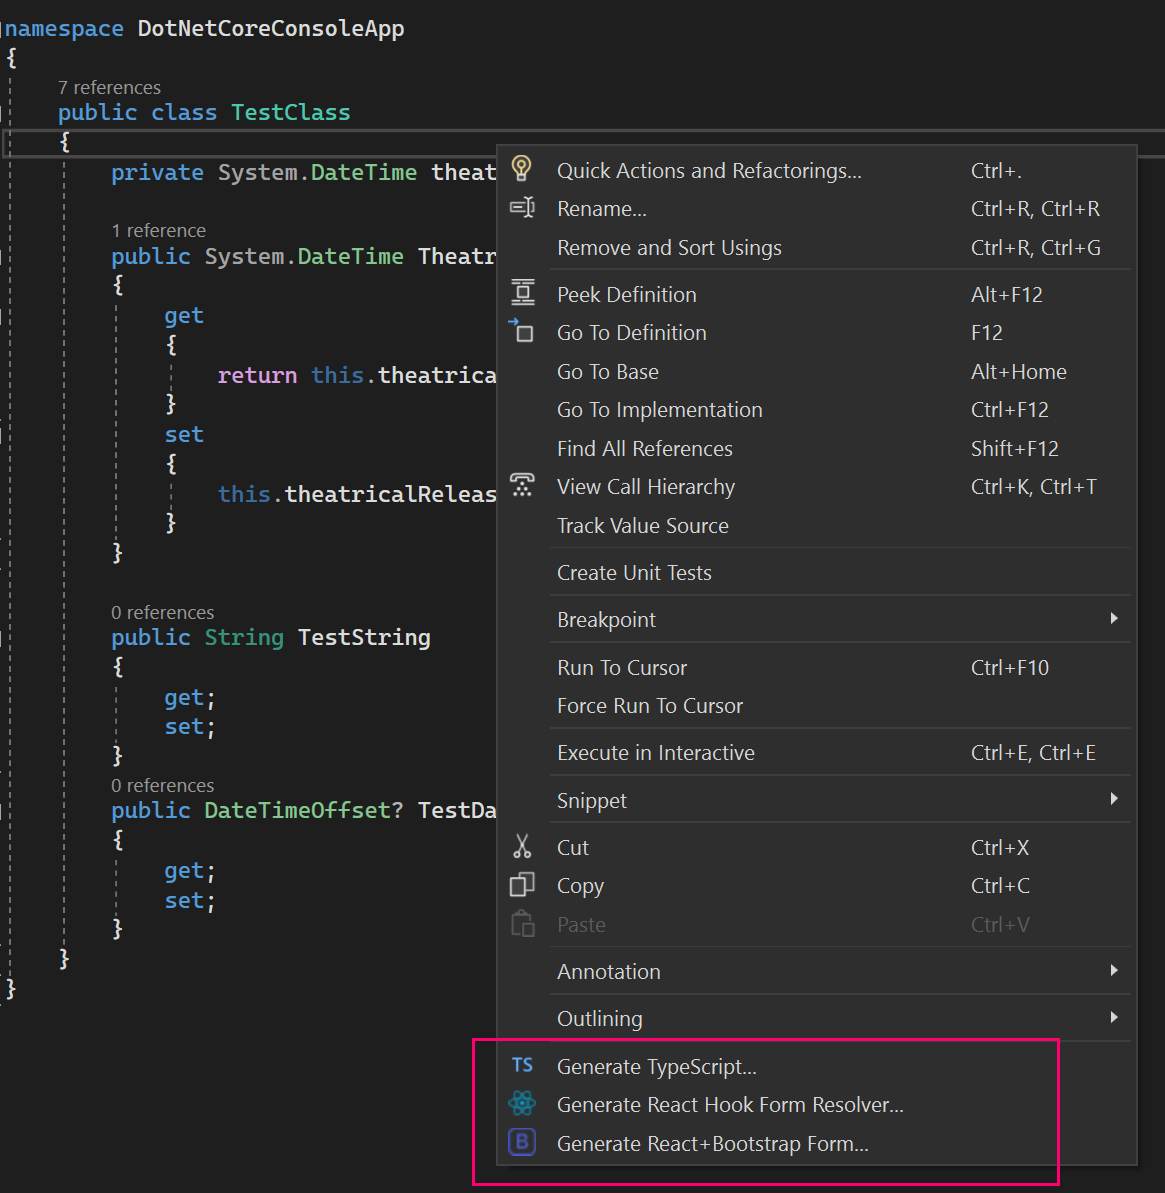 namespace DotNetCoreConsoleApp
{
7 references
public class TestClass
{
private System.DateTime theat
1 reference
public System.DateTime Theatr
{
get
{
return this.theatrica
}
set
{
this.theatricalReleas
}
}
0 references
public String TestString
{
get;
set;
}
0 references
public DateTimeOffset? TestDa
{
get;
set;
}
}
}
Quick Actions and Refactorings... Ctrl+.
Rename... Ctrl+R, Ctrl+R
Remove and Sort Usings Ctrl+R, Ctrl+G
Peek Definition Alt+F12
Go To Definition F12
Go To Base Alt+Home
Go To Implementation Ctrl+F12
Find All References Shift+F12
View Call Hierarchy Ctrl+K, Ctrl+T
Track Value Source
Create Unit Tests
Breakpoint
Run To Cursor Ctrl+F10
Force Run To Cursor
Execute in Interactive Ctrl+E, Ctrl+E
Snippet
Cut Ctrl+X
Copy Ctrl+C
Paste Ctrl+V
Annotation
Outlining
TS Generate TypeScript...
Generate React Hook Form Resolver...
B Generate React+Bootstrap Form...